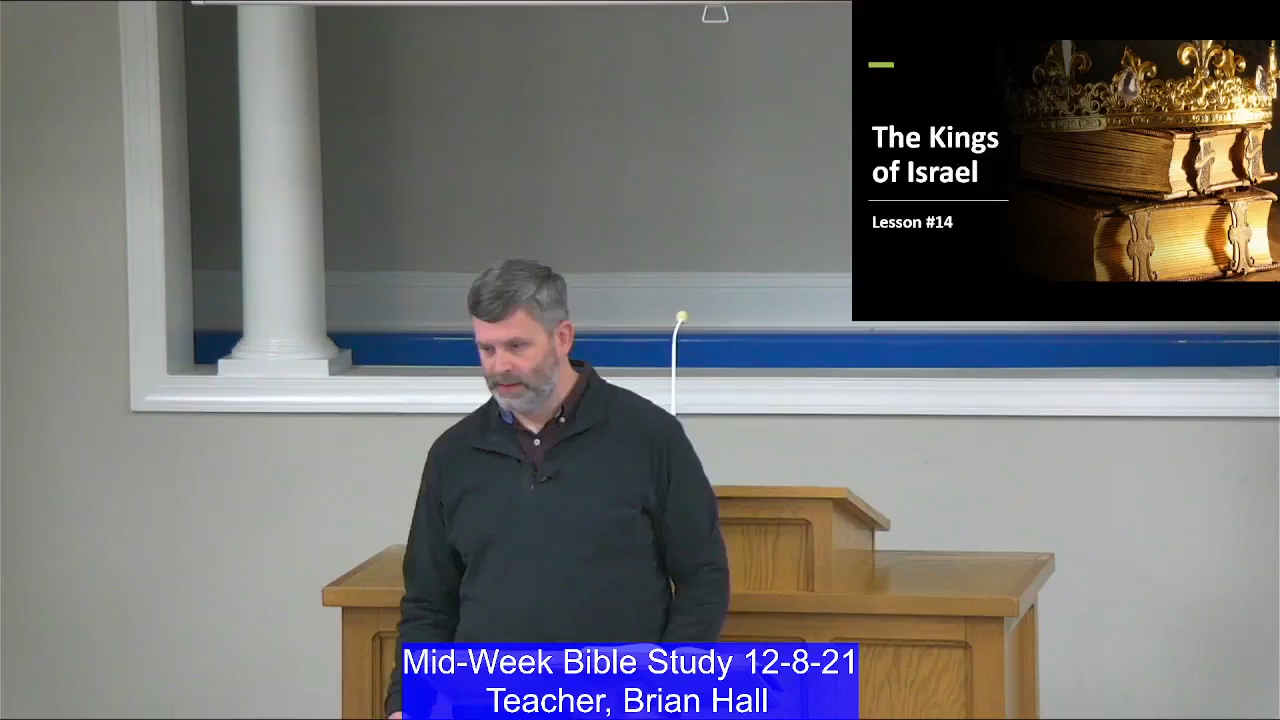 The Kings
of Israel
Lesson #14
Mid-Week Bible Study 12-8-21
Teacher, Brian Hall